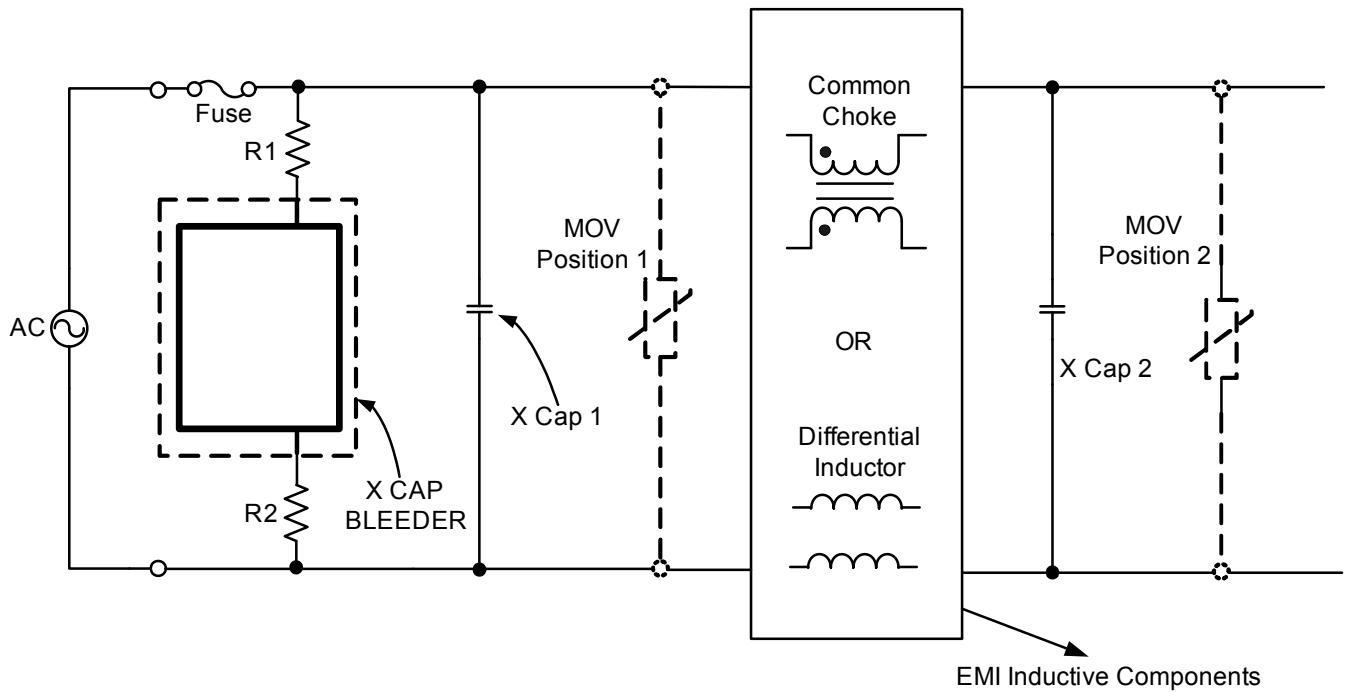 Fuse
R1
AC
R2
X CAP
BLEEDER
X Cap 1
MOV
Position 1
Common
Choke
OR
Differential
Inductor
X Cap 2
MOV
Position 2
EMI Inductive Components